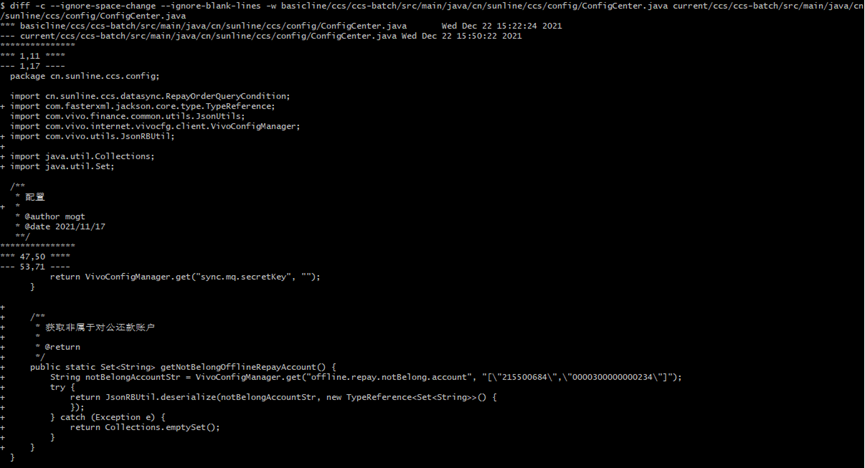 $ diff -c --ignore-space-change --ignore-blank-lines -w basicline/ccs/ccs-batch/src/main/java/cn/sunline/ccs/config/ConfigCenter.java current/ccs/ccs-batch/src/main/java/cn
/sunline/ccs/config/ConfigCenter.java
*** basicline/ccs/ccs-batch/src/main/java/cn/sunline/ccs/config/ConfigCenter.java       Wed Dec 22 15:22:24 2021
--- current/ccs/ccs-batch/src/main/java/cn/sunline/ccs/config/ConfigCenter.java Wed Dec 22 15:50:22 2021
***************
*** 1,11 ****
--- 1,17 ----
  package cn.sunline.ccs.config;

  import cn.sunline.ccs.datasync.RepayOrderQueryCondition;
+ import com.fasterxml.jackson.core.type.TypeReference;
  import com.vivo.finance.common.utils.JsonUtils;
  import com.vivo.internet.vivocfg.client.VivoConfigManager;
+ import com.vivo.utils.JsonRBUtil;
+
+ import java.util.Collections;
+ import java.util.Set;

  /**
   * 配置
+  *
   * @author mogt
   * @date 2021/11/17
   **/
***************
*** 47,50 ****
--- 53,71 ----
          return VivoConfigManager.get("sync.mq.secretKey", "");
      }

+
+     /**
+      * 获取非属于对公还款账户
+      *
+      * @return
+      */
+     public static Set<String> getNotBelongOfflineRepayAccount() {
+         String notBelongAccountStr = VivoConfigManager.get("offline.repay.notBelong.account", "[\"215500684\",\"0000300000000234\"]");
+         try {
+             return JsonRBUtil.deserialize(notBelongAccountStr, new TypeReference<Set<String>>() {
+             });
+         } catch (Exception e) {
+             return Collections.emptySet();
+         }
+     }
  }